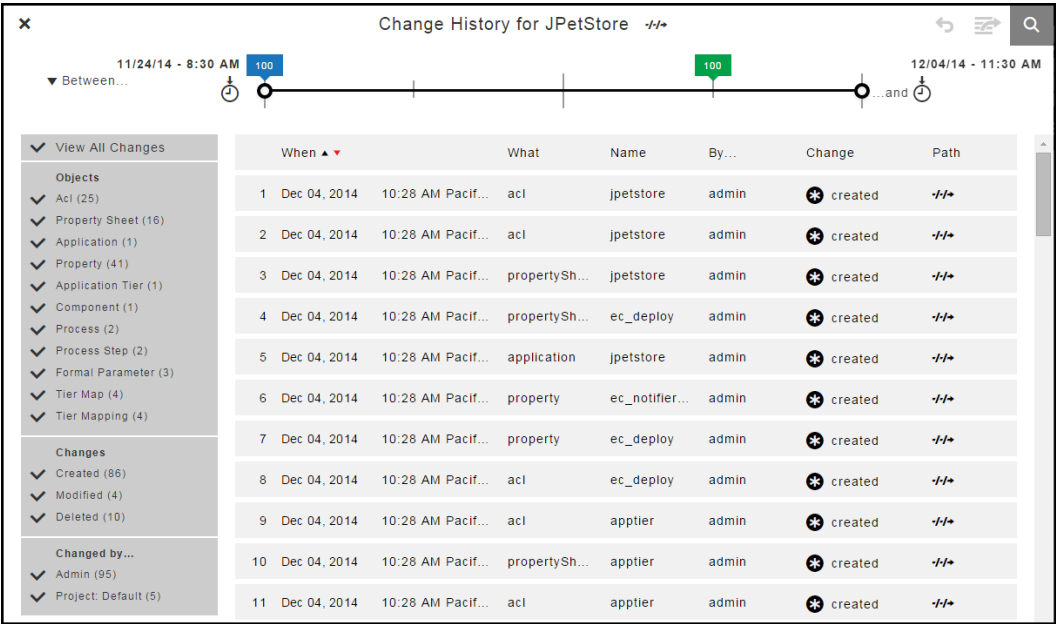 Change History for JPetStore
11/24/14 - 8:30 AM
100
100
12/04/14 - 11:30 AM
Between...
...and
View All Changes
Objects
Acl (25)
Property Sheet (16)
Application (1)
Property (41)
Application Tier (1)
Component (1)
Process (2)
Process Step (2)
Formal Parameter (3)
Tier Map (4)
Tier Mapping (4)
Changes
Created (86)
Modified (4)
Deleted (10)
Changed by...
Admin (95)
Project: Default (5)
When What Name By... Change Path
1 Dec 04, 2014 10:28 AM Pacif... acl jpetstore admin created
2 Dec 04, 2014 10:28 AM Pacif... acl jpetstore admin created
3 Dec 04, 2014 10:28 AM Pacif... propertySh... jpetstore admin created
4 Dec 04, 2014 10:28 AM Pacif... propertySh... ec_deploy admin created
5 Dec 04, 2014 10:28 AM Pacif... application jpetstore admin created
6 Dec 04, 2014 10:28 AM Pacif... property ec_notifier... admin created
7 Dec 04, 2014 10:28 AM Pacif... property ec_deploy admin created
8 Dec 04, 2014 10:28 AM Pacif... acl ec_deploy admin created
9 Dec 04, 2014 10:28 AM Pacif... acl apptier admin created
10 Dec 04, 2014 10:28 AM Pacif... propertySh... apptier admin created
11 Dec 04, 2014 10:28 AM Pacif... acl apptier admin created